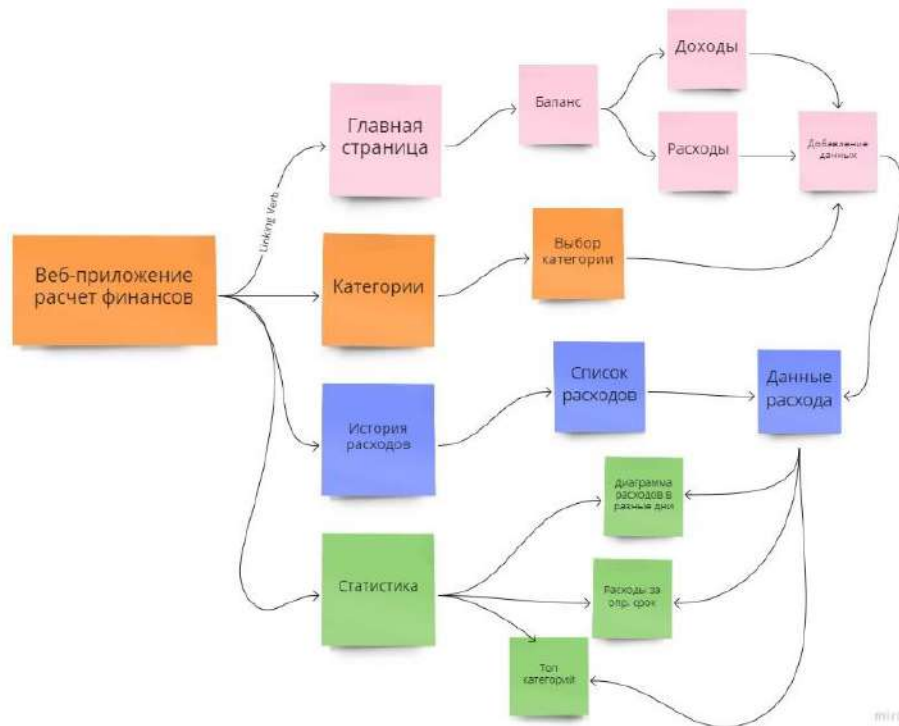 Доходы
Баланс
Главная
страница
Расходы
Добавление
данных
Linking Verb
Веб-приложение
расчет финансов
Категории
Выбор
категории
История
расходов
Список
расходов
Данные
расхода
Диаграмма
расходов в
разные дни
Статистика
Расходы за
опр. срок
Топ
категорий
miro